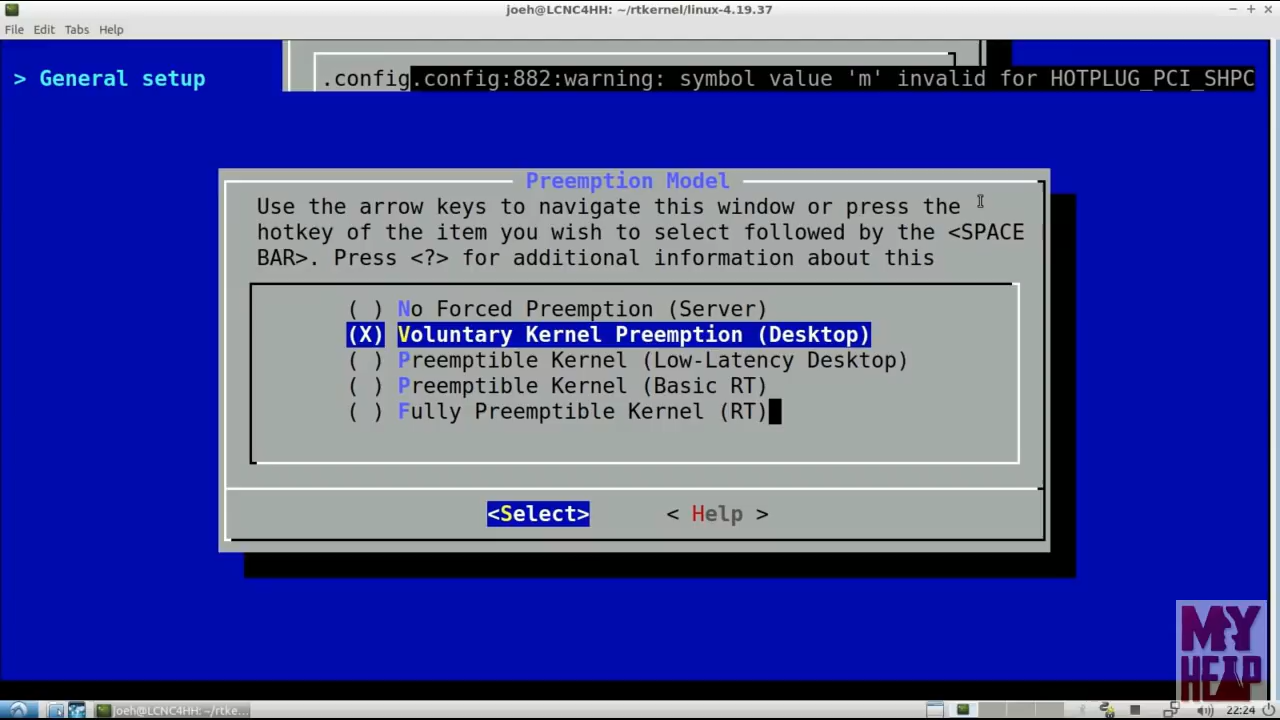 joeh@LCNC4HH: ~/rtkernel/linux-4.19.37
File Edit Tabs Help
> General setup
.config.config:882:warning: symbol value 'm' invalid for HOTPLUG_PCI_SHPC
Preemption Model
Use the arrow keys to navigate this window or press the
hotkey of the item you wish to select followed by the <SPACE
BAR>. Press <?> for additional information about this
( ) No Forced Preemption (Server)
(X) Voluntary Kernel Preemption (Desktop)
( ) Preemptible Kernel (Low-Latency Desktop)
( ) Preemptible Kernel (Basic RT)
( ) Fully Preemptible Kernel (RT)
<Select> < Help >
MY
HEAP
joeh@LCNC4HH: ~/rtke...
22:24